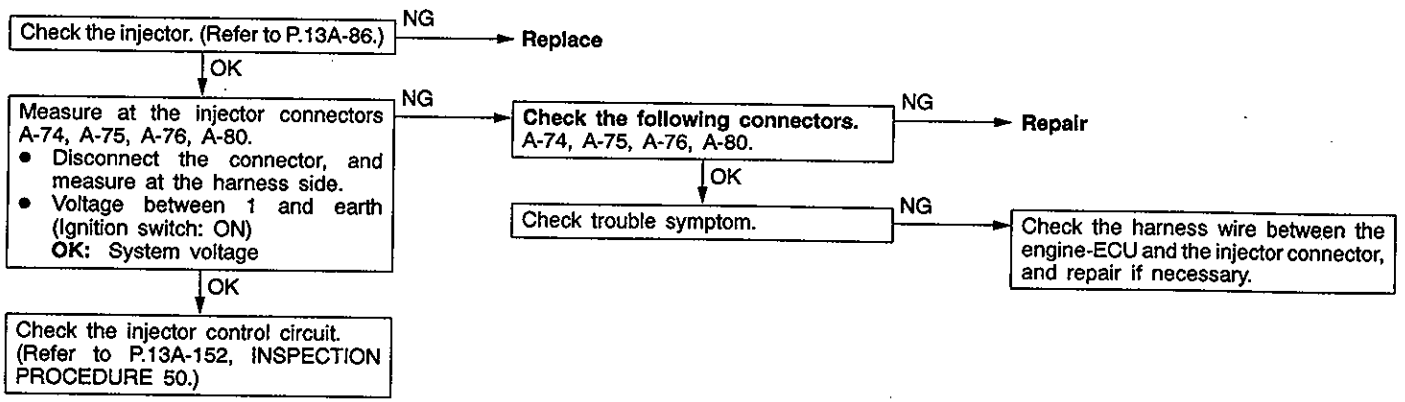 Check the injector. (Refer to P.13A-86.)
NG
Replace
OK
Measure at the injector connectors
A-74, A-75, A-76, A-80.
● Disconnect the connector, and
measure at the harness side.
● Voltage between 1 and earth
(Ignition switch: ON)
OK: System voltage
NG
Check the following connectors.
A-74, A-75, A-76, A-80.
NG
Repair
OK
Check trouble symptom.
NG
Check the harness wire between the
engine-ECU and the injector connector,
and repair if necessary.
OK
Check the injector control circuit.
(Refer to P.13A-152, INSPECTION
PROCEDURE 50.)